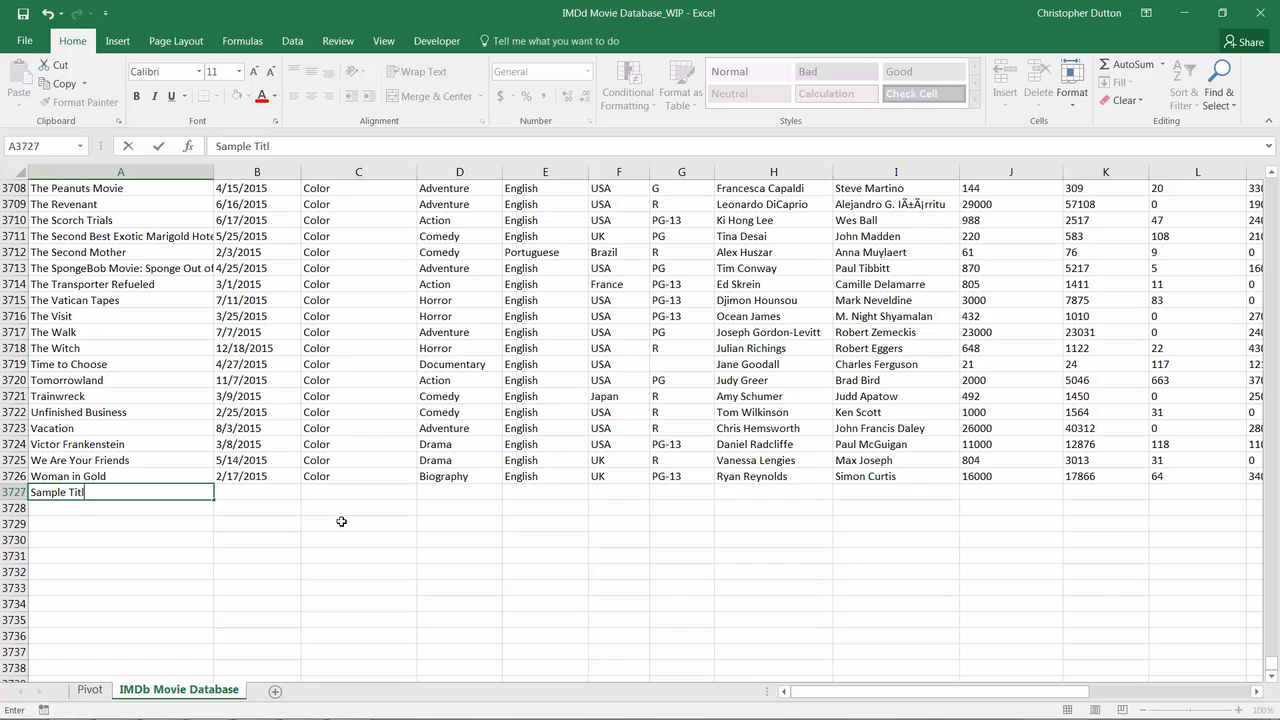 IMDd Movie Database_WIP - Excel
Christopher Dutton
File Home Insert Page Layout Formulas Data Review View Developer Tell me what you want to do Share
Paste
Cut
Copy
Format Painter
Clipboard
Calibri 11 A A
B I U A
Font
Wrap Text
Merge & Center
Alignment
General
$ % ,
Number
Conditional Formatting
Format as Table
Normal Bad Good
Neutral Calculation Check Cell
Styles
Insert Delete Format
Cells
AutoSum
Fill
Clear
Sort & Filter
Find & Select
Editing
A3727 fx Sample Titl
A B C D E F G H I J K L
3708 The Peanuts Movie 4/15/2015 Color Adventure English USA G Francesca Capaldi Steve Martino 144 309 20 330
3709 The Revenant 6/16/2015 Color Adventure English USA R Leonardo DiCaprio Alejandro G. IÃ±Ã¡rritu 29000 57108 0 190
3710 The Scorch Trials 6/17/2015 Color Action English USA PG-13 Ki Hong Lee Wes Ball 988 2517 47 240
3711 The Second Best Exotic Marigold Hote 5/25/2015 Color Comedy English UK PG Tina Desai John Madden 220 583 108 210
3712 The Second Mother 2/3/2015 Color Comedy Portuguese Brazil R Alex Huszar Anna Muylaert 61 76 9 0
3713 The SpongeBob Movie: Sponge Out of 4/25/2015 Color Adventure English USA PG Tim Conway Paul Tibbitt 870 5217 5 160
3714 The Transporter Refueled 3/1/2015 Color Action English France PG-13 Ed Skrein Camille Delamarre 805 1411 11 0
3715 The Vatican Tapes 7/11/2015 Color Horror English USA PG-13 Djimon Hounsou Mark Neveldine 3000 7875 83 0
3716 The Visit 3/25/2015 Color Horror English USA PG-13 Ocean James M. Night Shyamalan 432 1010 0 270
3717 The Walk 7/7/2015 Color Adventure English USA PG Joseph Gordon-Levitt Robert Zemeckis 23000 23031 0 190
3718 The Witch 12/18/2015 Color Horror English USA R Julian Richings Robert Eggers 648 1122 22 430
3719 Time to Choose 4/27/2015 Color Documentary English USA Jane Goodall Charles Ferguson 21 24 117 121
3720 Tomorrowland 11/7/2015 Color Action English USA PG Judy Greer Brad Bird 2000 5046 663 370
3721 Trainwreck 3/9/2015 Color Comedy English Japan R Amy Schumer Judd Apatow 492 1450 0 250
3722 Unfinished Business 2/25/2015 Color Comedy English USA R Tom Wilkinson Ken Scott 1000 1564 31 0
3723 Vacation 8/3/2015 Color Comedy English USA R Chris Hemsworth John Francis Daley 26000 40312 0 280
3724 Victor Frankenstein 3/8/2015 Color Drama English USA PG-13 Daniel Radcliffe Paul McGuigan 11000 12876 118 110
3725 We Are Your Friends 5/14/2015 Color Drama English UK R Vanessa Lengies Max Joseph 804 3013 31 0
3726 Woman in Gold 2/17/2015 Color Biography English UK PG-13 Ryan Reynolds Simon Curtis 16000 17866 64 340
3727 Sample Titl
3728
3729
3730
3731
3732
3733
3734
3735
3736
3737
3738
Pivot IMDb Movie Database
Enter 100%